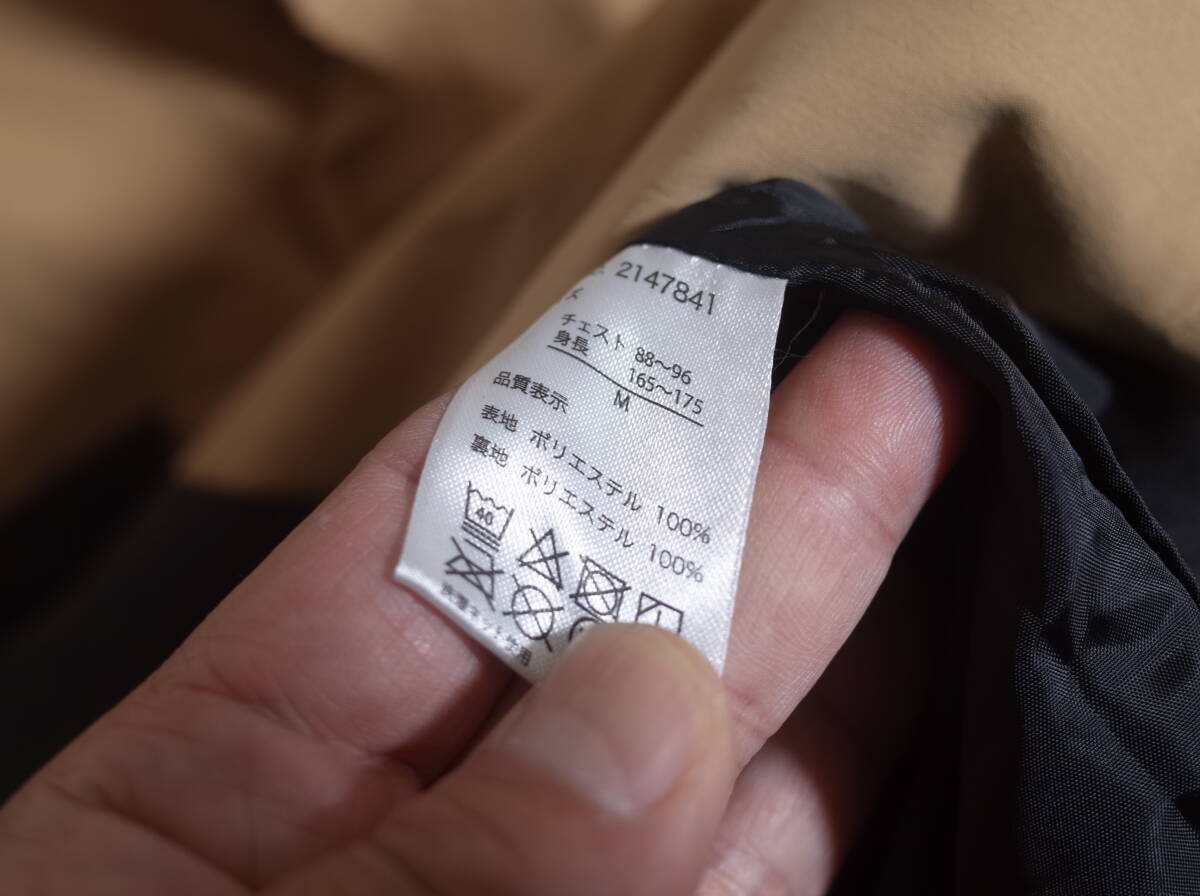 2147841
チェスト 88～96
身長 165～175
M
品質表示
表地 ポリエステル 100%
裏地 ポリエステル 100%
40